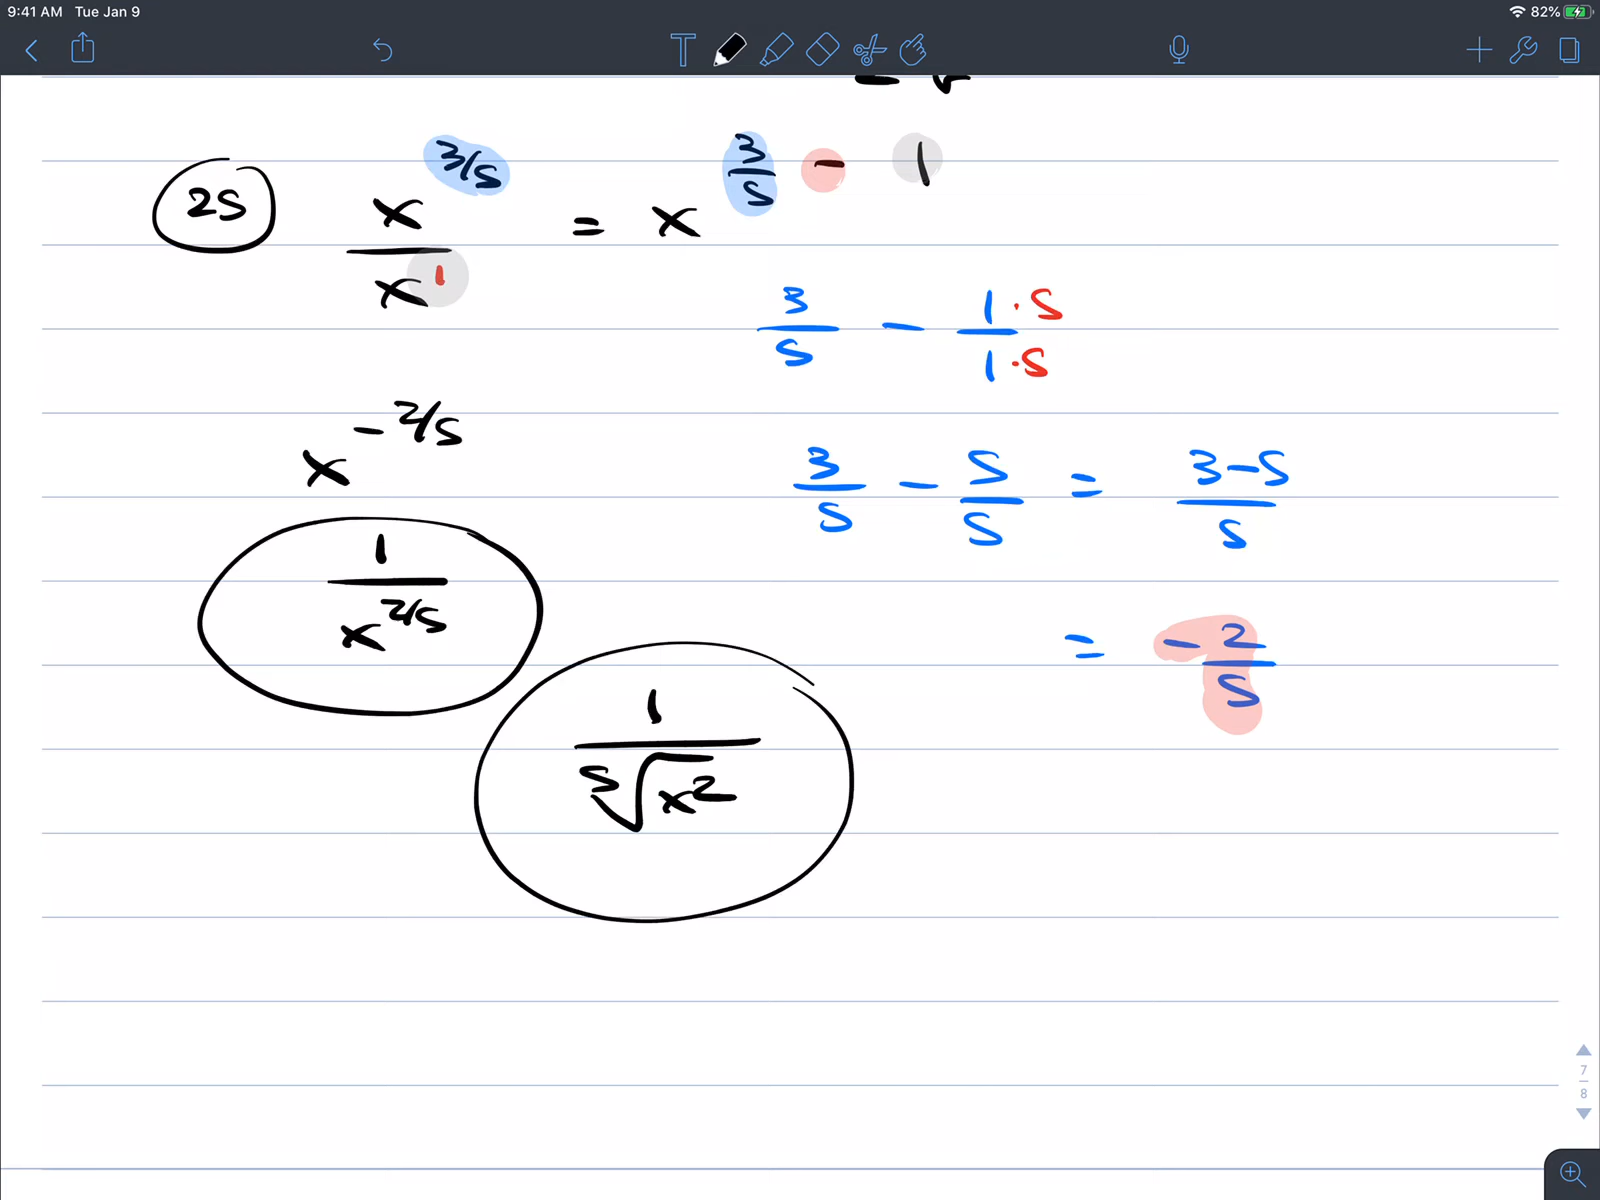 9:41 AM Tue Jan 9
82%
T
25 x^{3/5} / x^1 = x^{3/5 - 1}
3/5 - 1·5/1·5
x^{-2/5}
3/5 - 5/5 = 3-5/5
1/x^{2/5}
= -2/5
1/⁵√x²
7
8